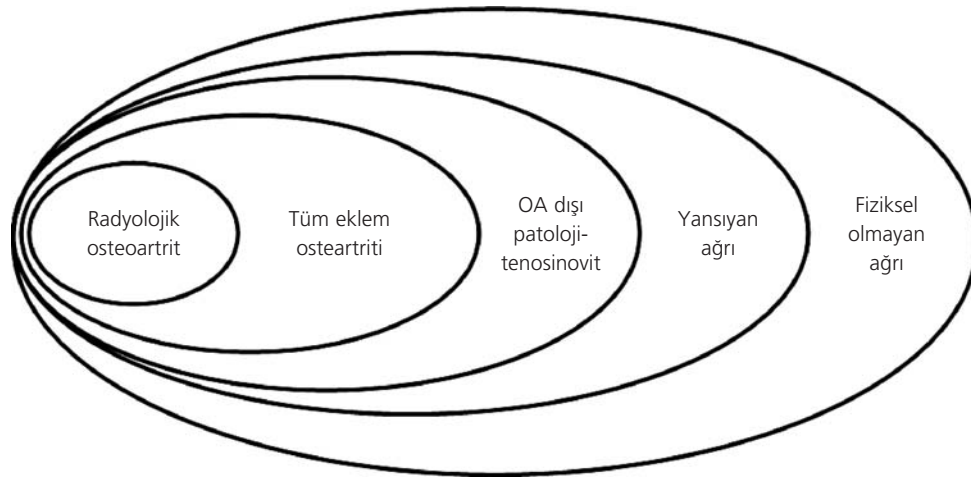 Radyolojik
osteoartrit
Tüm eklem
osteartriti
OA dışı
patoloji-
tenosinovit
Yansıyan
ağrı
Fiziksel
olmayan
ağrı